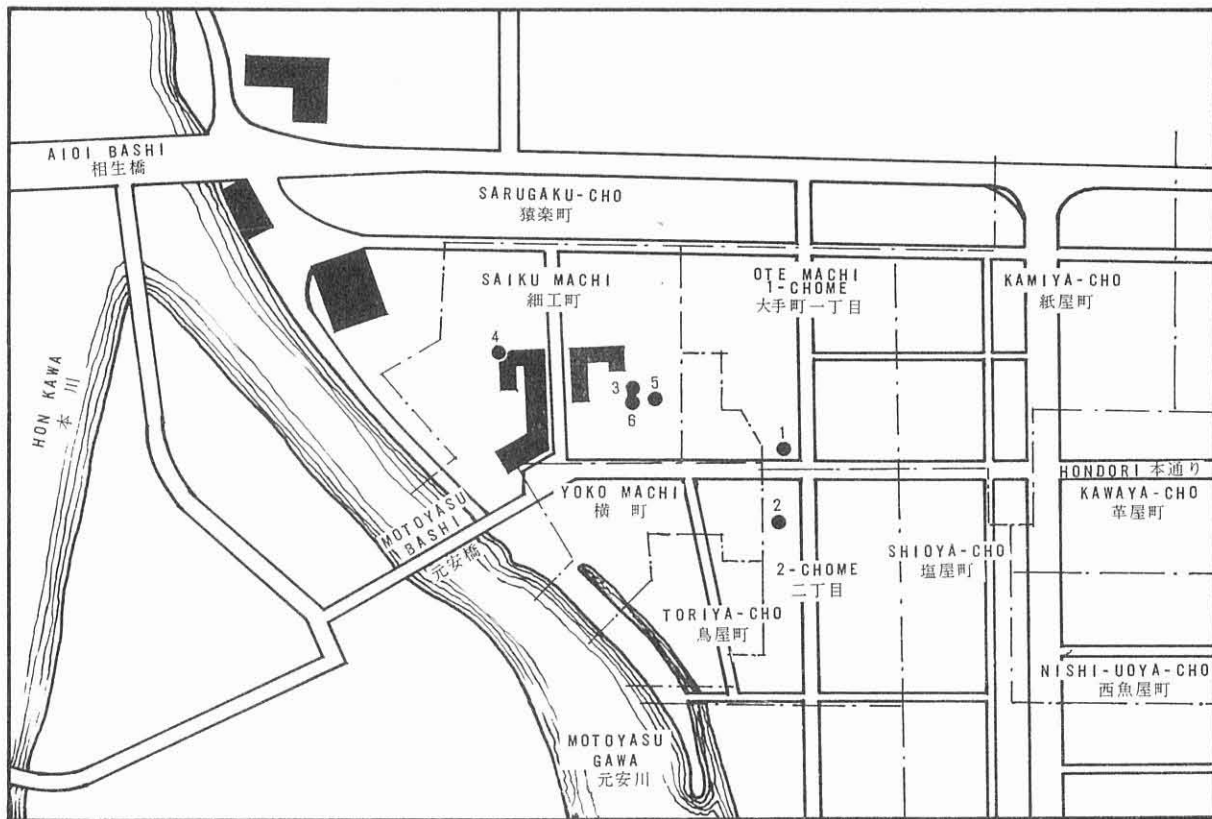 AIOI BASHI
相生橋
SARUGAKU-CHO
猿楽町
SAIKU MACHI
細工町
OTE MACHI
1-CHOME
大手町一丁目
KAMIYA-CHO
紙屋町
4
3
5
6
HON KAWA
本川
1
HONDORI 本通り
YOKO MACHI
横町
KAWAYA-CHO
革屋町
MOTOYASU
BASHI
元安橋
2
SHIOYA-CHO
塩屋町
2-CHOME
二丁目
TORIYA-CHO
鳥屋町
NISHI-UOYA-CHO
西魚屋町
MOTOYASU
GAWA
元安川